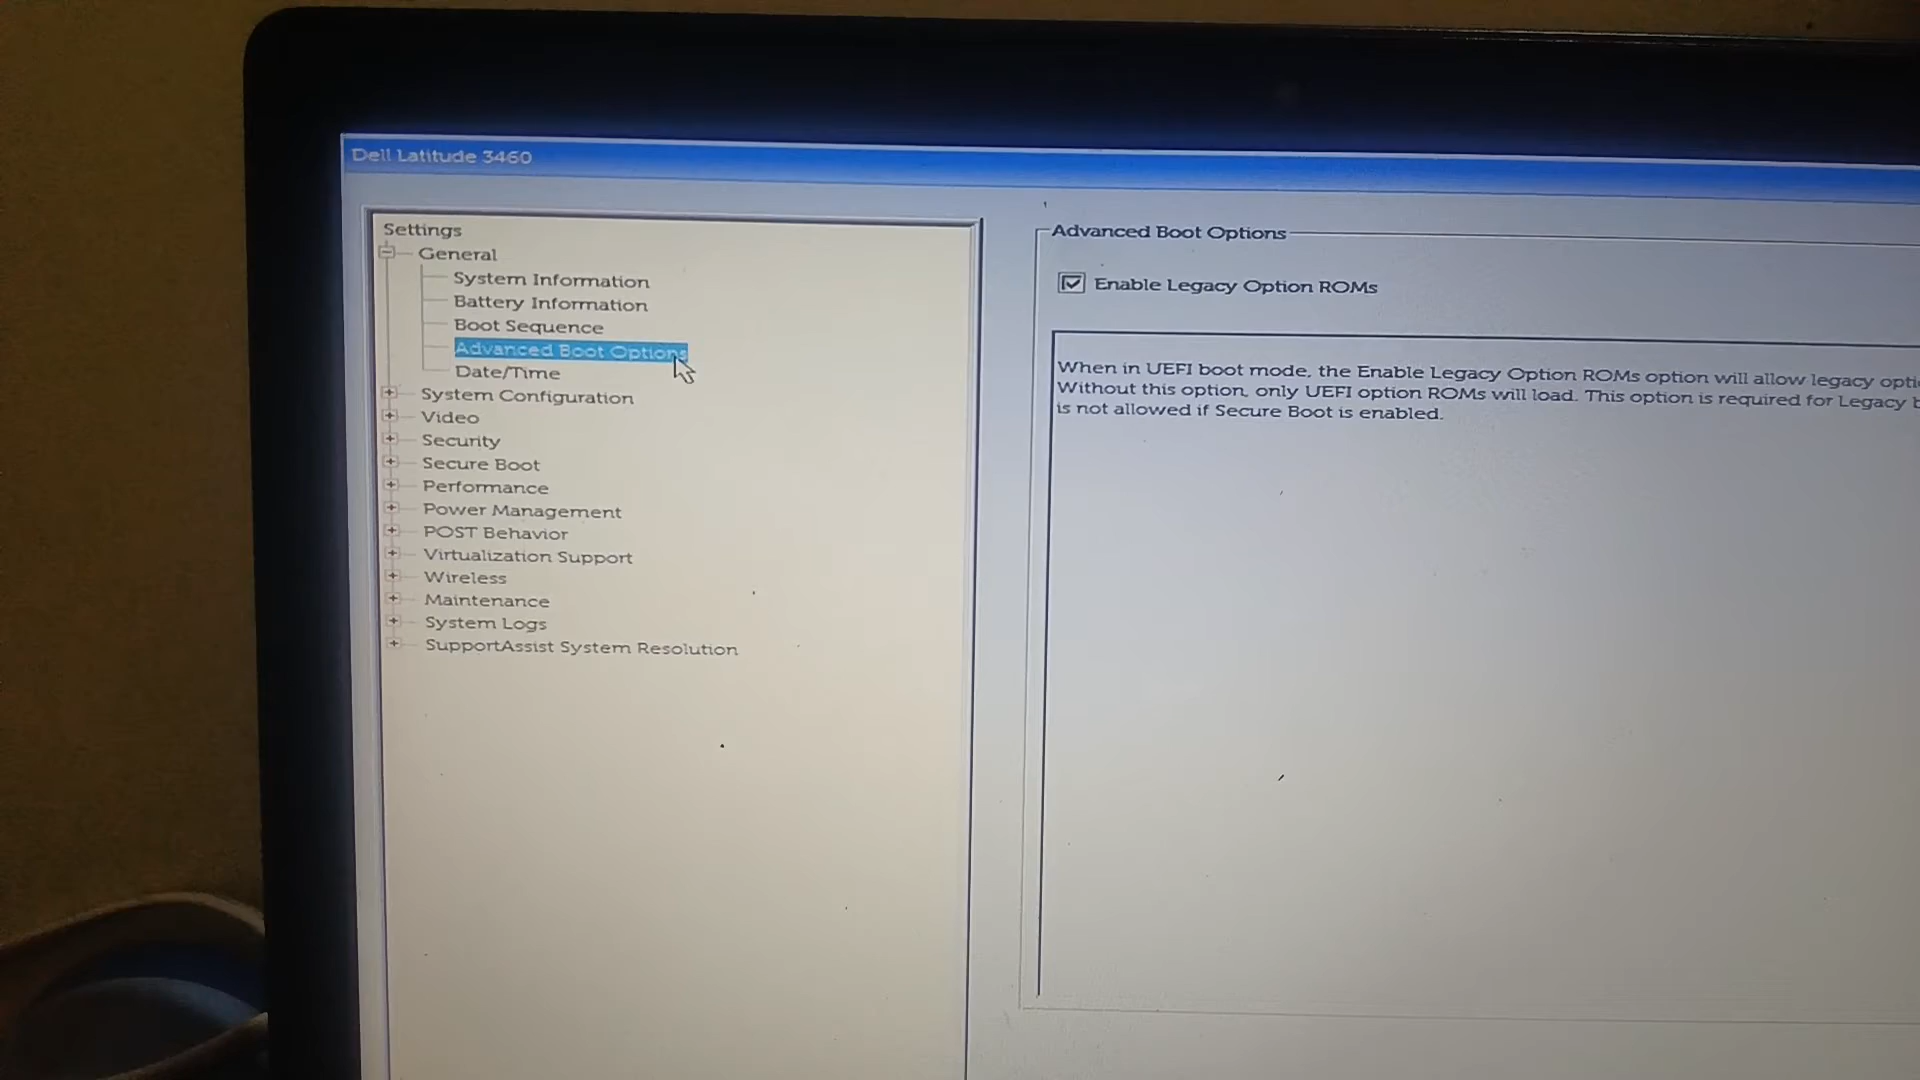 Dell Latitude 3460
Settings
General
System Information
Battery Information
Boot Sequence
Advanced Boot Options
Date/Time
System Configuration
Video
Security
Secure Boot
Performance
Power Management
POST Behavior
Virtualization Support
Wireless
Maintenance
System Logs
SupportAssist System Resolution
Advanced Boot Options
Enable Legacy Option ROMs
When in UEFI boot mode, the Enable Legacy Option ROMs option will allow legacy
Without this option, only UEFI option ROMs will load. This option is required for Legacy
is not allowed if Secure Boot is enabled.